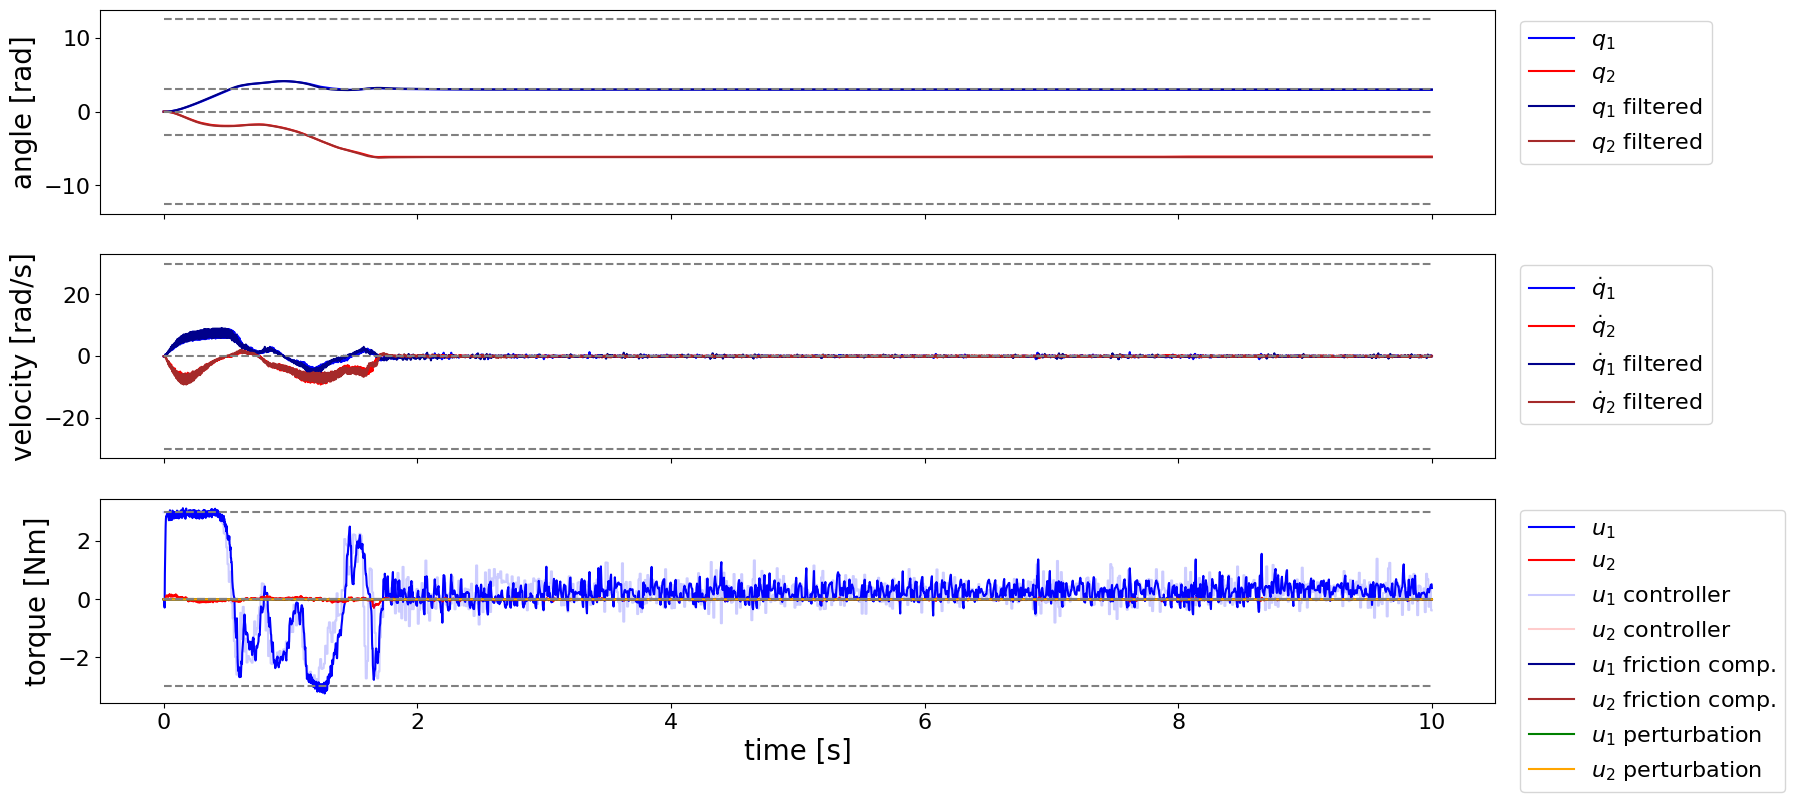 angle [rad]
10
0
−10
q₁
q₂
q₁ filtered
q₂ filtered
velocity [rad/s]
20
0
−20
q̇₁
q̇₂
q̇₁ filtered
q̇₂ filtered
torque [Nm]
2
0
−2
0 2 4 6 8 10
time [s]
u₁
u₂
u₁ controller
u₂ controller
u₁ friction comp.
u₂ friction comp.
u₁ perturbation
u₂ perturbation